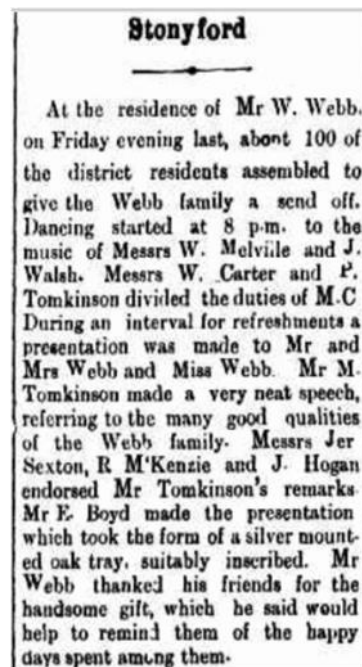 Stonyford
At the residence of Mr W. Webb.
on Friday evening last, about 100 of
the district residents assembled to
give the Webb family a send off.
Dancing started at 8 p.m. to the
music of Messrs W. Melville and J.
Walsh. Messrs W. Carter and P.
Tomkinson divided the duties of M.C
During an interval for refreshments a
presentation was made to Mr and
Mrs Webb and Miss Webb. Mr M.
Tomkinson made a very neat speech,
referring to the many good qualities
of the Webb family. Messrs Jer
Sexton, R M'Kenzie and J. Hogan
endorsed Mr Tomkinson's remarks
Mr E. Boyd made the presentation
which took the form of a silver mount-
ed oak tray, suitably inscribed. Mr
Webb thanked his friends for the
handsome gift, which he said would
help to remind them of the happy
days spent among them.